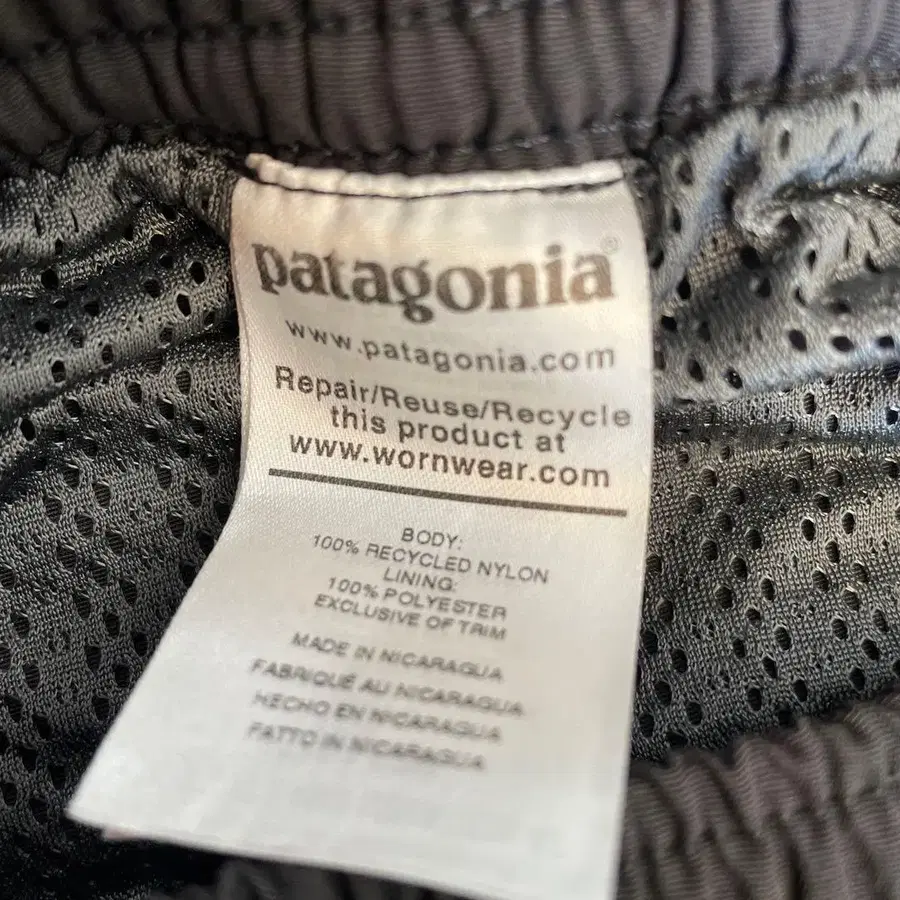 patagonia®
www.patagonia.com
Repair/Reuse/Recycle
this product at
www.wornwear.com
BODY:
100% RECYCLED NYLON
LINING:
100% POLYESTER
EXCLUSIVE OF TRIM
MADE IN NICARAGUA
FABRIQUÉ AU NICARAGUA
HECHO EN NICARAGUA
FATTO IN NICARAGUA